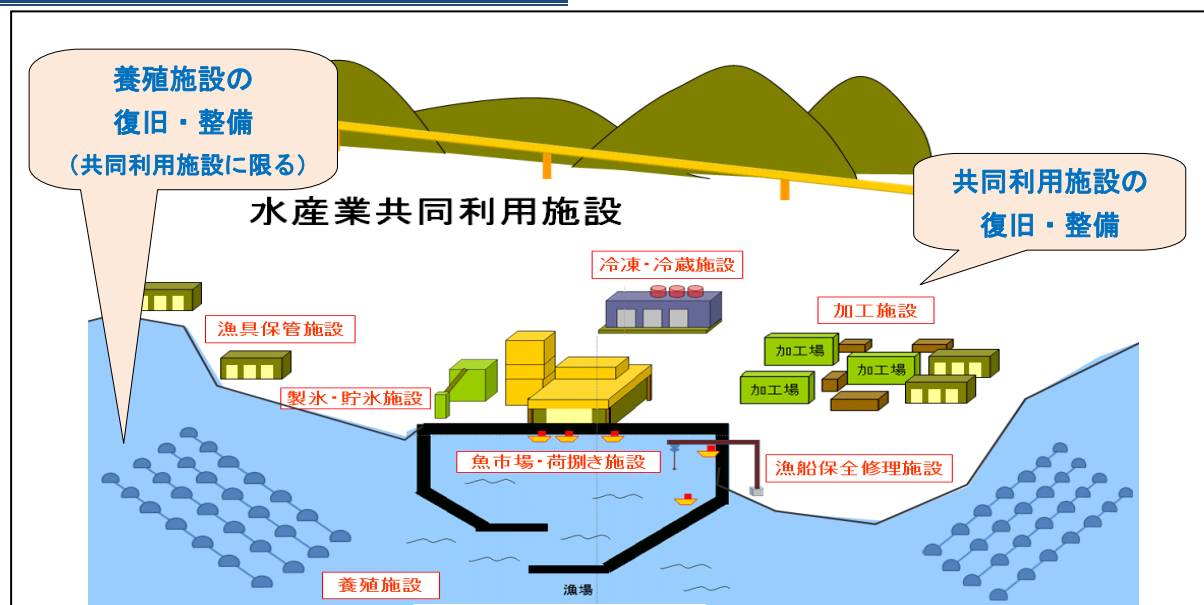 養殖施設の
復旧・整備
（共同利用施設に限る）
共同利用施設の
復旧・整備
水産業共同利用施設
冷凍・冷蔵施設
加工施設
漁具保管施設
加工場
加工場
加工場
製氷・貯氷施設
魚市場・荷捌き施設
漁船保全修理施設
養殖施設
漁場